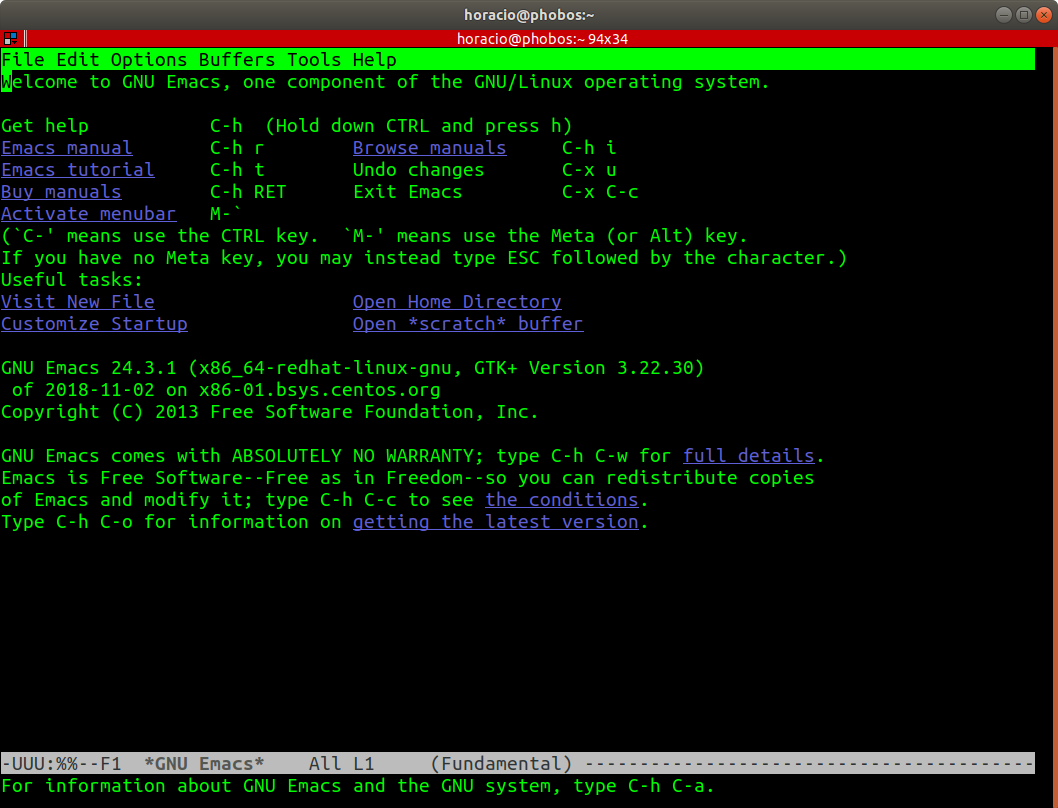 horacio@phobos:~
horacio@phobos:~ 94x34
File Edit Options Buffers Tools Help
Welcome to GNU Emacs, one component of the GNU/Linux operating system.
Get help           C-h  (Hold down CTRL and press h)
Emacs manual       C-h r        Browse manuals     C-h i
Emacs tutorial     C-h t        Undo changes       C-x u
Buy manuals        C-h RET      Exit Emacs         C-x C-c
Activate menubar   M-`
(`C-' means use the CTRL key.  `M-' means use the Meta (or Alt) key.
If you have no Meta key, you may instead type ESC followed by the character.)
Useful tasks:
Visit New File                  Open Home Directory
Customize Startup               Open *scratch* buffer
GNU Emacs 24.3.1 (x86_64-redhat-linux-gnu, GTK+ Version 3.22.30)
 of 2018-11-02 on x86-01.bsys.centos.org
Copyright (C) 2013 Free Software Foundation, Inc.
GNU Emacs comes with ABSOLUTELY NO WARRANTY; type C-h C-w for full details.
Emacs is Free Software--Free as in Freedom--so you can redistribute copies
of Emacs and modify it; type C-h C-c to see the conditions.
Type C-h C-o for information on getting the latest version.
-UUU:%%--F1  *GNU Emacs*    All L1     (Fundamental) -----------------------------------------
For information about GNU Emacs and the GNU system, type C-h C-a.